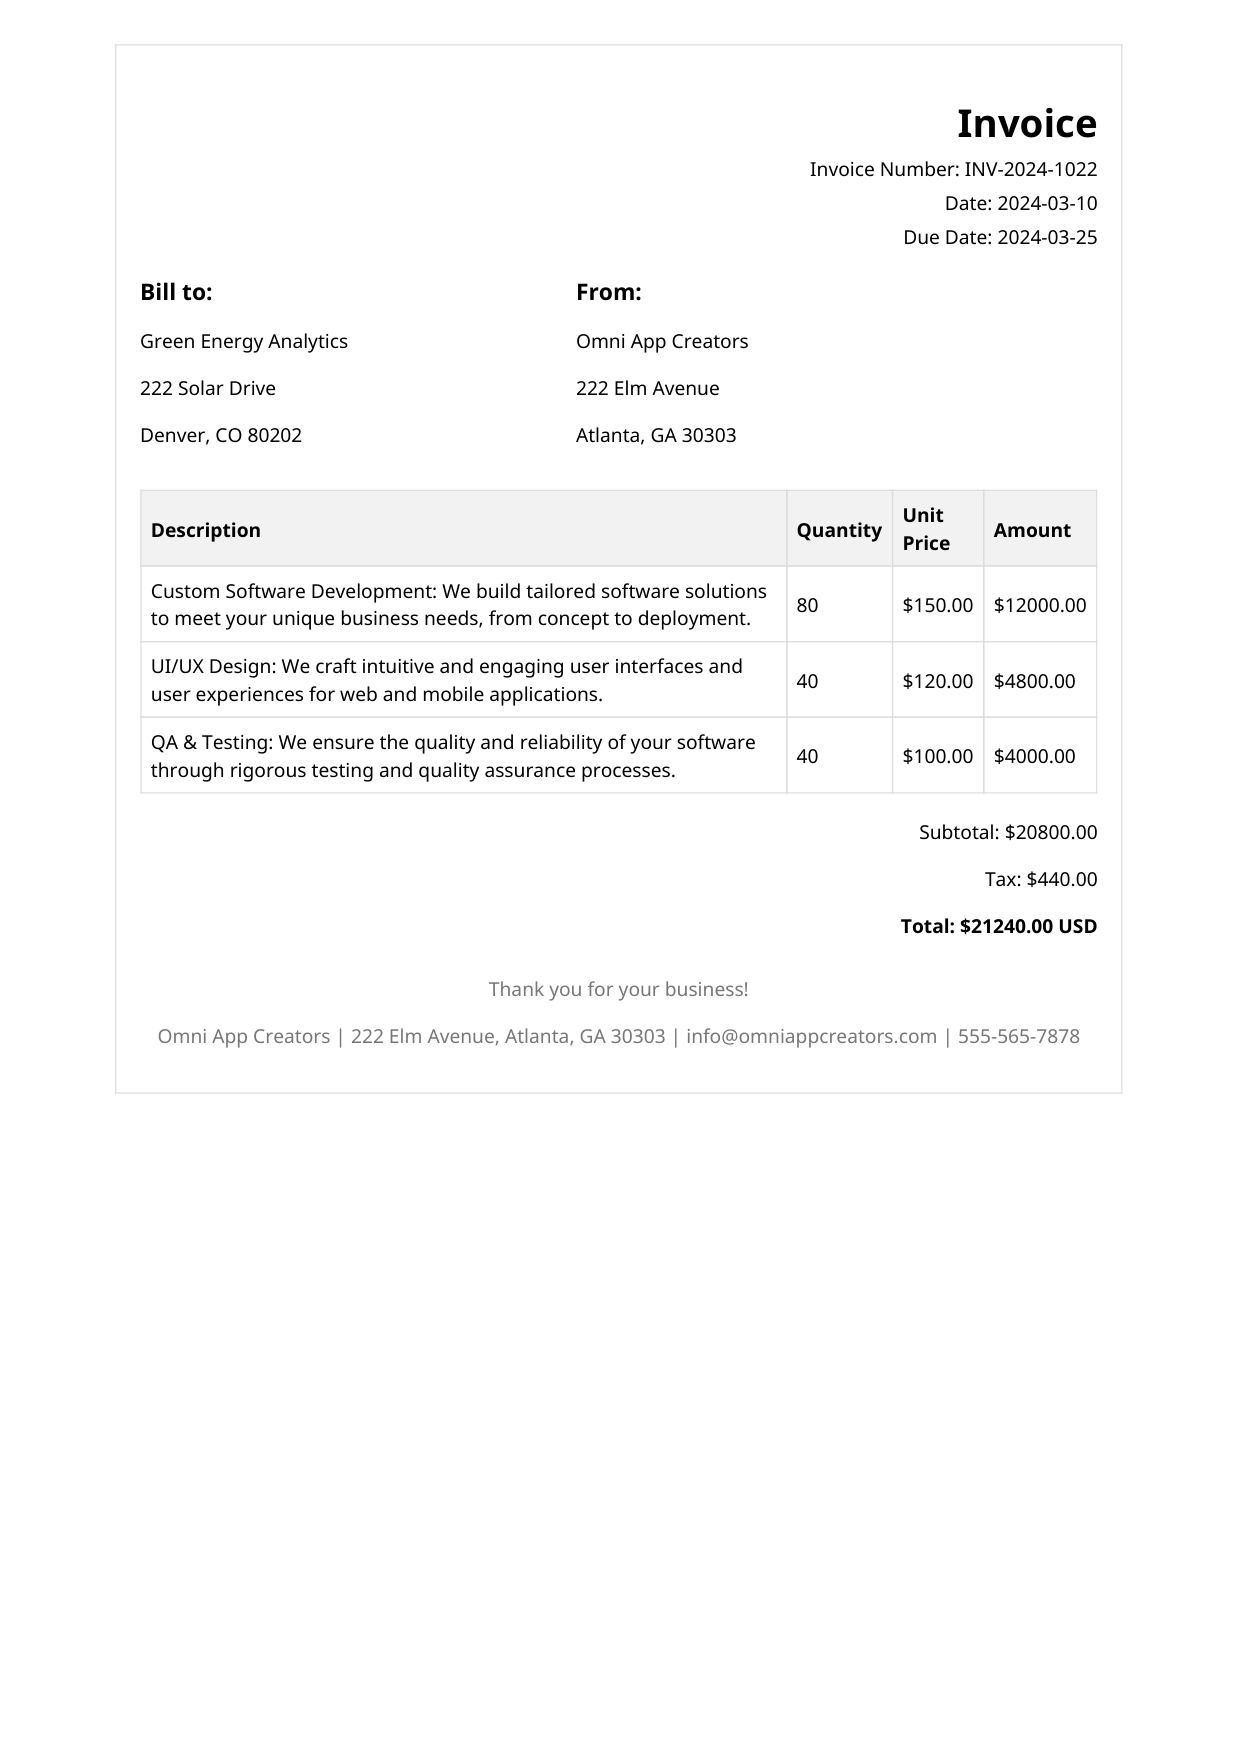 Invoice
Invoice Number: INV-2024-1022
Date: 2024-03-10
Due Date: 2024-03-25
Bill to:
Green Energy Analytics
222 Solar Drive
Denver, CO 80202
From:
Omni App Creators
222 Elm Avenue
Atlanta, GA 30303
Description Quantity Unit Price Amount
Custom Software Development: We build tailored software solutions
to meet your unique business needs, from concept to deployment.
80 $150.00 $12000.00
UI/UX Design: We craft intuitive and engaging user interfaces and
user experiences for web and mobile applications.
40 $120.00 $4800.00
QA & Testing: We ensure the quality and reliability of your software
through rigorous testing and quality assurance processes.
40 $100.00 $4000.00
Subtotal: $20800.00
Tax: $440.00
Total: $21240.00 USD
Thank you for your business!
Omni App Creators | 222 Elm Avenue, Atlanta, GA 30303 | info@omniappcreators.com | 555-565-7878